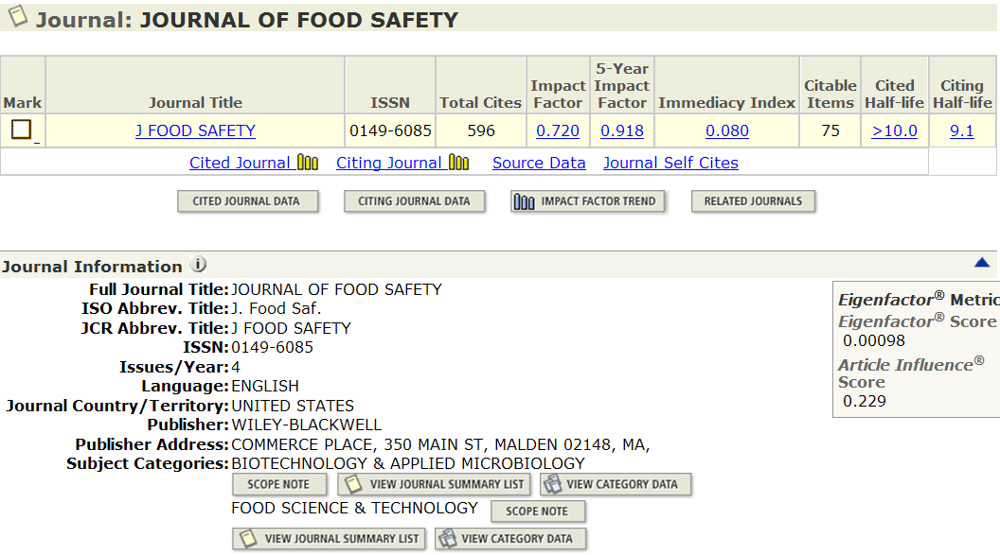 Journal: JOURNAL OF FOOD SAFETY
Mark Journal Title ISSN Total Cites Impact Factor 5-Year Impact Factor Immediacy Index Citable Items Cited Half-life Citing Half-life
J FOOD SAFETY 0149-6085 596 0.720 0.918 0.080 75 >10.0 9.1
Cited Journal Citing Journal Source Data Journal Self Cites
CITED JOURNAL DATA CITING JOURNAL DATA IMPACT FACTOR TREND RELATED JOURNALS
Journal Information i
Full Journal Title: JOURNAL OF FOOD SAFETY
ISO Abbrev. Title: J. Food Saf.
JCR Abbrev. Title: J FOOD SAFETY
ISSN: 0149-6085
Issues/Year: 4
Language: ENGLISH
Journal Country/Territory: UNITED STATES
Publisher: WILEY-BLACKWELL
Publisher Address: COMMERCE PLACE, 350 MAIN ST, MALDEN 02148, MA,
Subject Categories: BIOTECHNOLOGY & APPLIED MICROBIOLOGY
SCOPE NOTE VIEW JOURNAL SUMMARY LIST VIEW CATEGORY DATA
FOOD SCIENCE & TECHNOLOGY SCOPE NOTE
VIEW JOURNAL SUMMARY LIST VIEW CATEGORY DATA
Eigenfactor® Metric
Eigenfactor® Score
0.00098
Article Influence®
Score
0.229